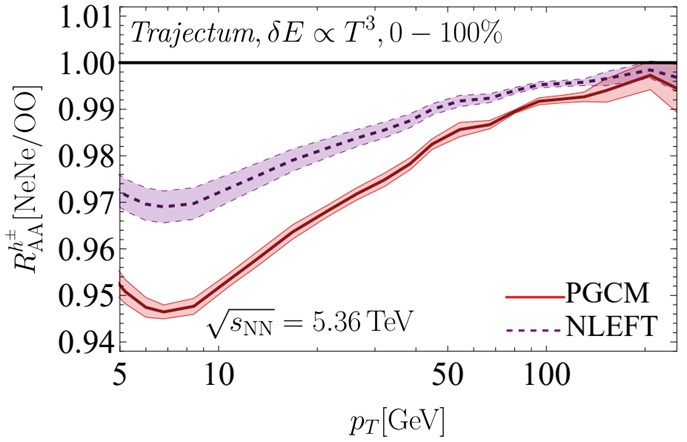 Trajectum, δE ∝ T³, 0 − 100%
1.01
1.00
0.99
0.98
0.97
0.96
0.95
0.94
R_AA^{h^±}[NeNe/OO]
√s_NN = 5.36 TeV
PGCM
NLEFT
5 10 50 100
p_T[GeV]